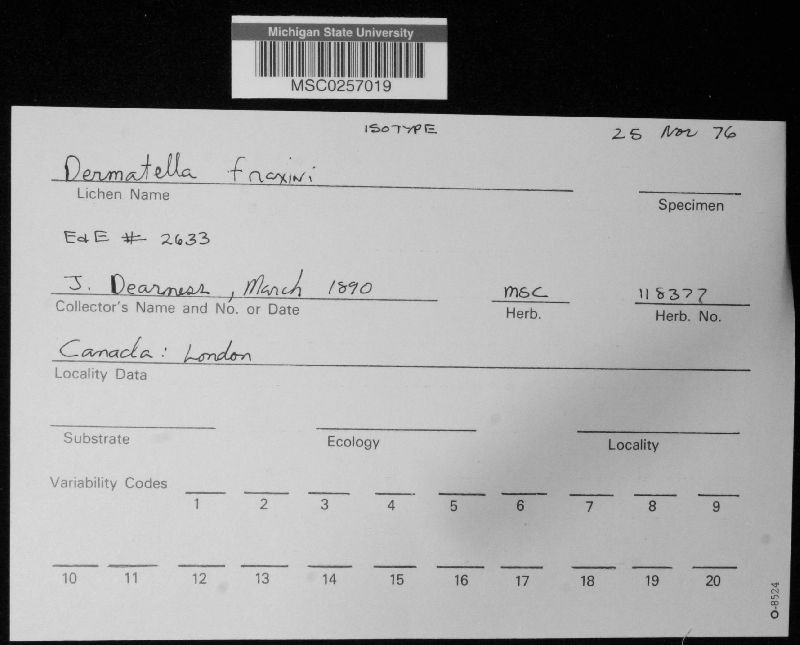 Michigan State University
MSC0257019
ISOTYPE 25 Nov 76
Dermatella fraxini
Lichen Name Specimen
E&E # 2633
J. Dearness, March 1890 MSC 118377
Collector's Name and No. or Date Herb. Herb. No.
Canada: London
Locality Data
Substrate Ecology Locality
Variability Codes
1 2 3 4 5 6 7 8 9
10 11 12 13 14 15 16 17 18 19 20
O-8524